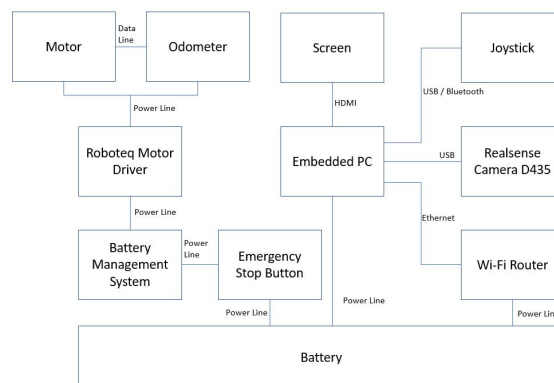 Motor
Data
Line
Odometer
Screen
Joystick
Power Line
HDMI
USB / Bluetooth
Roboteq Motor
Driver
Embedded PC
USB
Realsense
Camera D435
Power Line
Ethernet
Battery
Management
System
Power
Line
Emergency
Stop Button
Wi-Fi Router
Power Line
Power Line
Power Lin
Battery